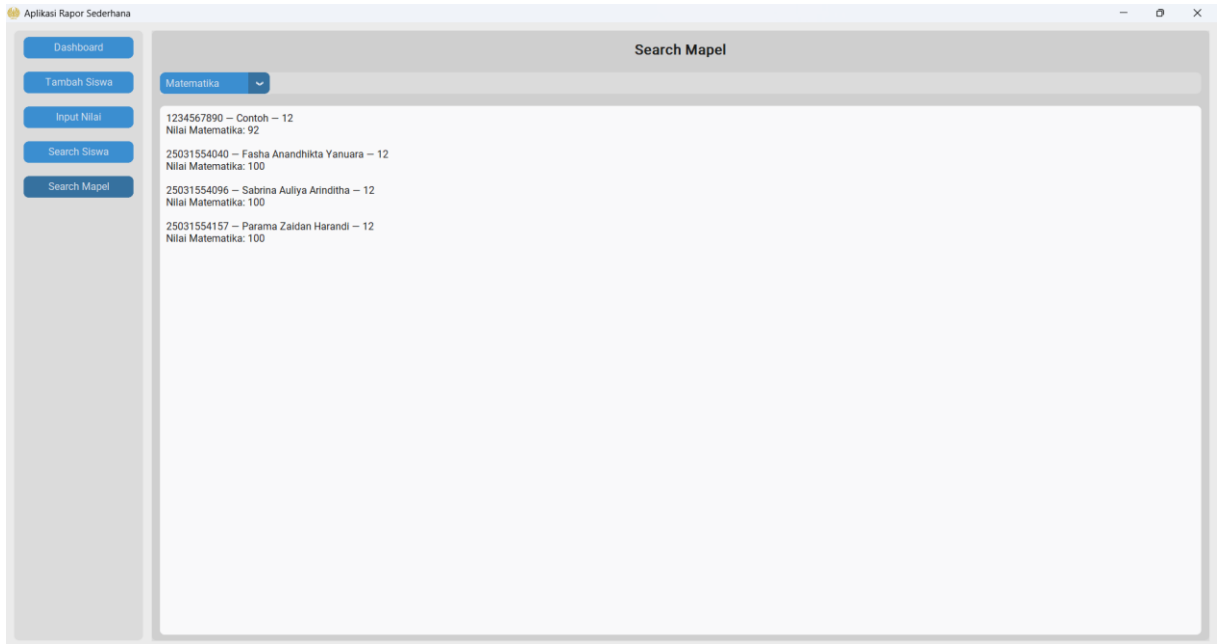 Aplikasi Rapor Sederhana
Dashboard
Tambah Siswa
Input Nilai
Search Siswa
Search Mapel
Search Mapel
Matematika
1234567890 — Contoh — 12
Nilai Matematika: 92
25031554040 — Fasha Anandhikta Yanuara — 12
Nilai Matematika: 100
25031554096 — Sabrina Auliya Arinditha — 12
Nilai Matematika: 100
25031554157 — Parama Zaidan Harandi — 12
Nilai Matematika: 100